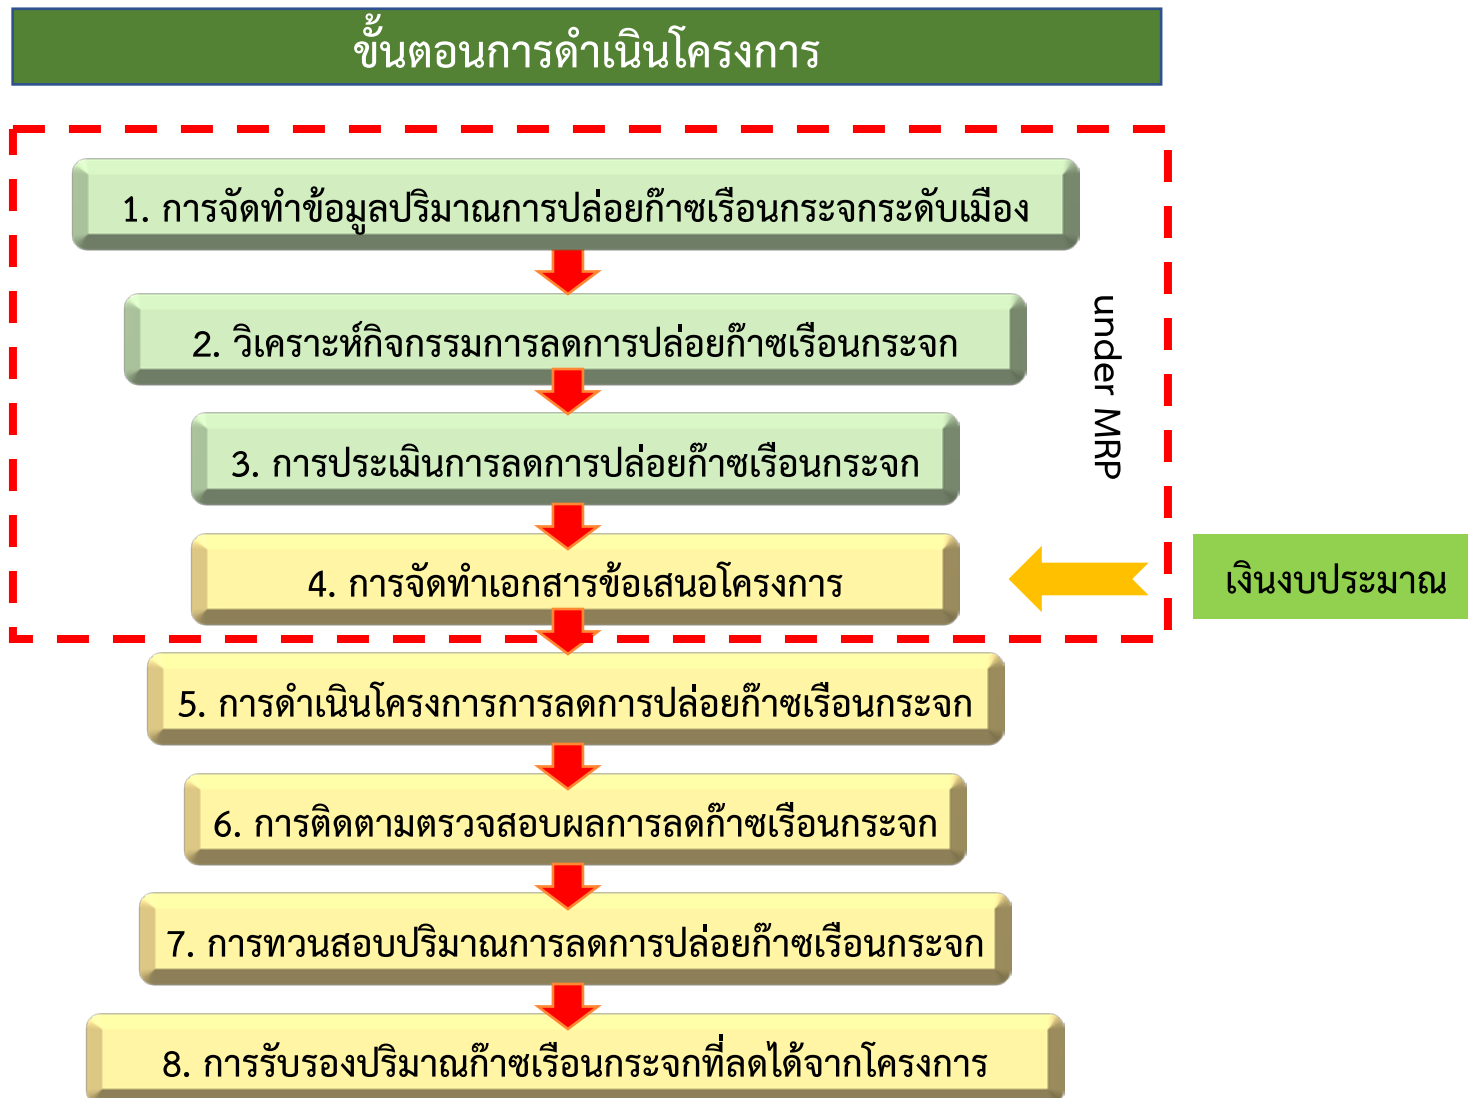 ขั้นตอนการดำเนินโครงการ
1. การจัดทำข้อมูลปริมาณการปล่อยก๊าซเรือนกระจกระดับเมือง
2. วิเคราะห์กิจกรรมการลดการปล่อยก๊าซเรือนกระจก
3. การประเมินการลดการปล่อยก๊าซเรือนกระจก
under MRP
4. การจัดทำเอกสารข้อเสนอโครงการ
เงินงบประมาณ
5. การดำเนินโครงการการลดการปล่อยก๊าซเรือนกระจก
6. การติดตามตรวจสอบผลการลดก๊าซเรือนกระจก
7. การทวนสอบปริมาณการลดการปล่อยก๊าซเรือนกระจก
8. การรับรองปริมาณก๊าซเรือนกระจกที่ลดได้จากโครงการ